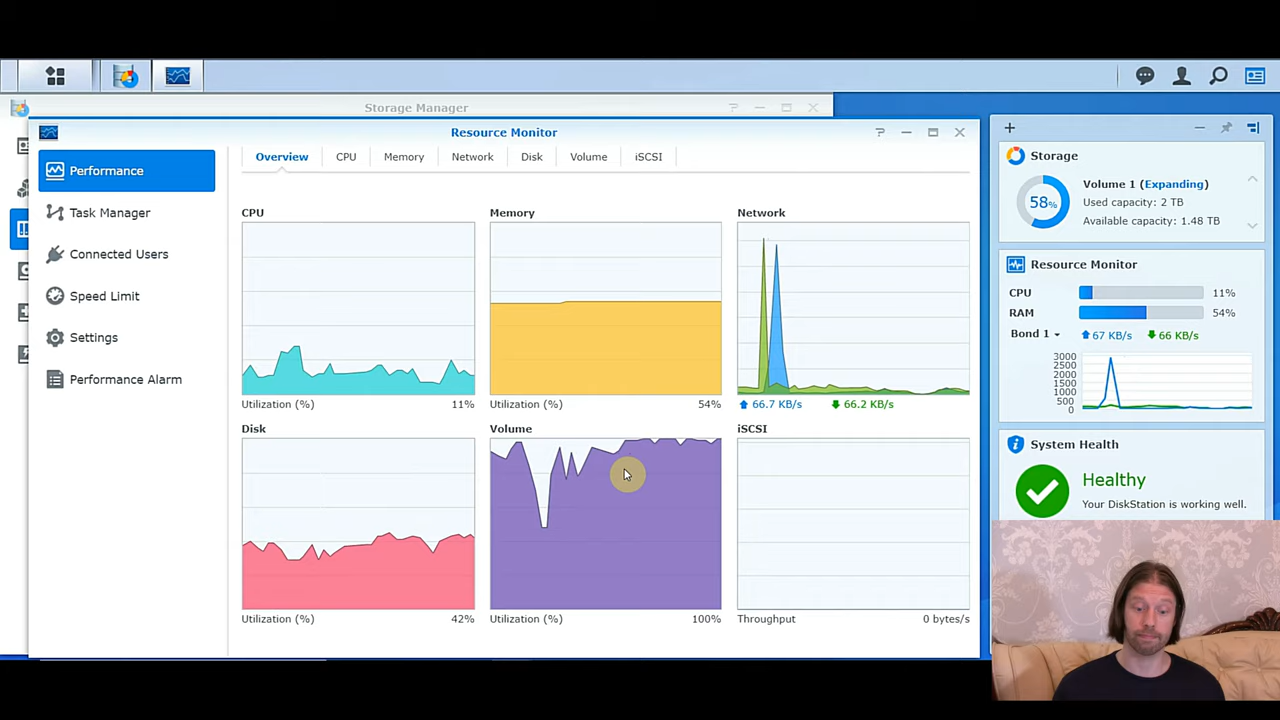 Storage Manager
?
Resource Monitor
?
Performance
Task Manager
Connected Users
Speed Limit
Settings
Performance Alarm
Overview
CPU
Memory
Network
Disk
Volume
iSCSI
CPU
Utilization (%)
11%
Memory
Utilization (%)
54%
Network
66.7 KB/s
66.2 KB/s
Disk
Utilization (%)
42%
Volume
Utilization (%)
100%
iSCSI
Throughput
0 bytes/s
Storage
58%
Volume 1 (Expanding)
Used capacity: 2 TB
Available capacity: 1.48 TB
Resource Monitor
CPU
11%
RAM
54%
Bond 1
67 KB/s
66 KB/s
3000
2500
2000
1500
1000
500
0
System Health
Healthy
Your DiskStation is working well.